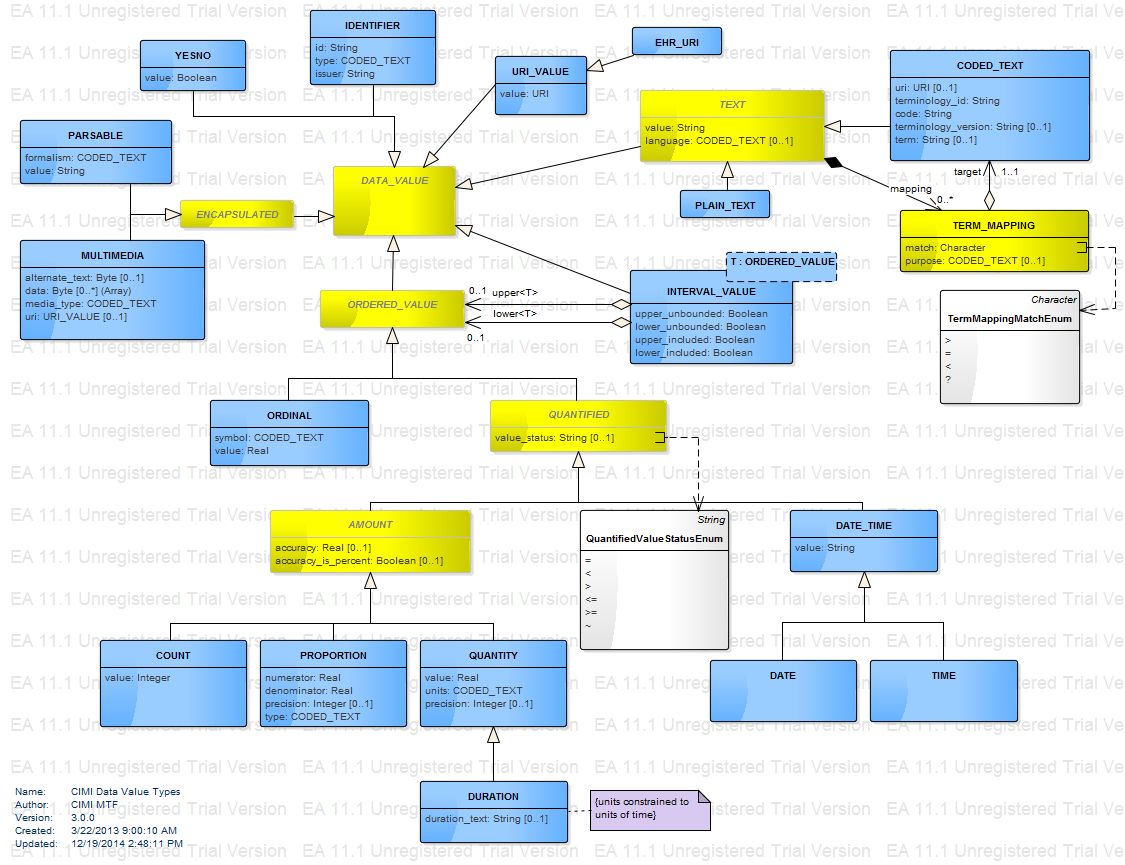 EA 11.1 Unregistered Trial Version
YESNO
value: Boolean
IDENTIFIER
id: String
type: CODED_TEXT
issuer: String
URI_VALUE
value: URI
EHR_URI
TEXT
value: String
language: CODED_TEXT [0..1]
CODED_TEXT
uri: URI [0..1]
terminology_id: String
code: String
terminology_version: String [0..1]
term: String [0..1]
PARSABLE
formalism: CODED_TEXT
value: String
DATA_VALUE
ENCAPSULATED
PLAIN_TEXT
mapping
0..*
target
1..1
TERM_MAPPING
match: Character
purpose: CODED_TEXT [0..1]
MULTIMEDIA
alternate_text: Byte [0..1]
data: Byte [0..*] (Array)
media_type: CODED_TEXT
uri: URI_VALUE [0..1]
ORDERED_VALUE
0..1
upper<T>
lower<T>
0..1
T : ORDERED_VALUE
INTERVAL_VALUE
upper_unbounded: Boolean
lower_unbounded: Boolean
upper_included: Boolean
lower_included: Boolean
Character
TermMappingMatchEnum
>
=
<
?
ORDINAL
symbol: CODED_TEXT
value: Real
QUANTIFIED
value_status: String [0..1]
AMOUNT
accuracy: Real [0..1]
accuracy_is_percent: Boolean [0..1]
String
QuantifiedValueStatusEnum
=
<
>
<=
>=
~
DATE_TIME
value: String
COUNT
value: Integer
PROPORTION
numerator: Real
denominator: Real
precision: Integer [0..1]
type: CODED_TEXT
QUANTITY
value: Real
units: CODED_TEXT
precision: Integer [0..1]
DATE
TIME
DURATION
duration_text: String [0..1]
{units constrained to
units of time}
Name: CIMI Data Value Types
Author: CIMI MTF
Version: 3.0.0
Created: 3/22/2013 9:00:10 AM
Updated: 12/19/2014 2:48:11 PM